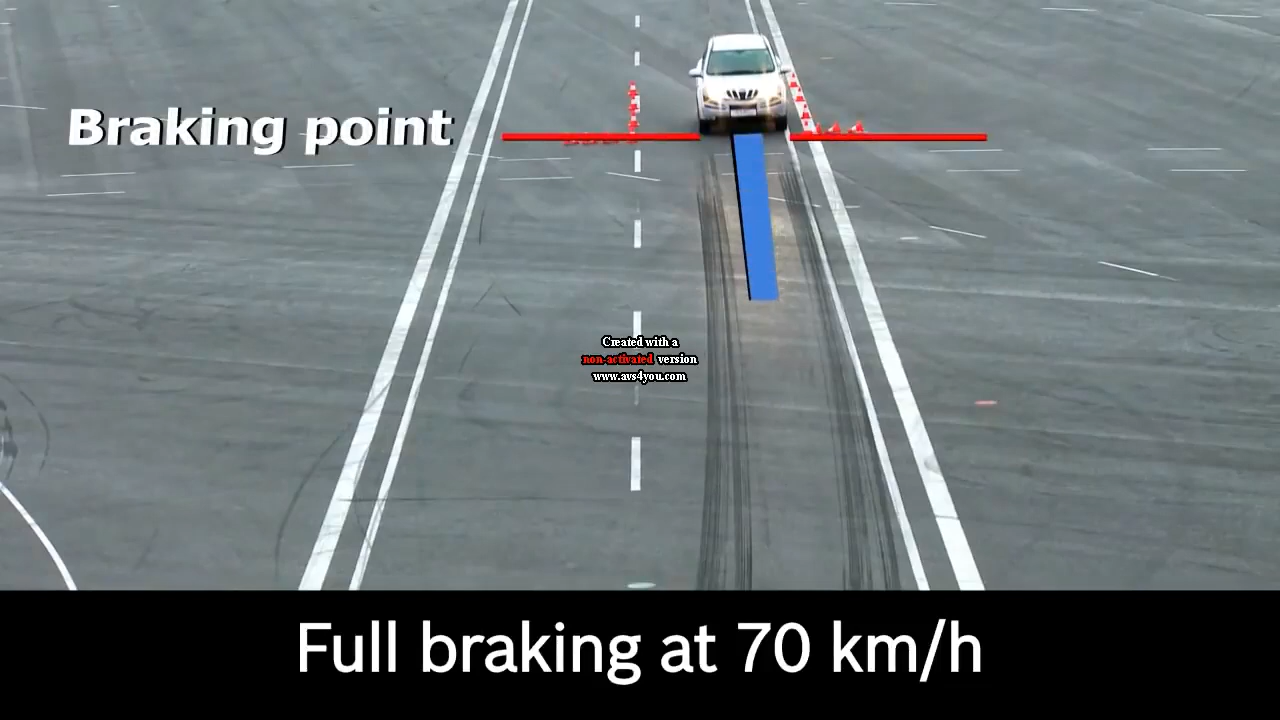 Braking point
Created with a
non-activated version
www.avs4you.com
Full braking at 70 km/h